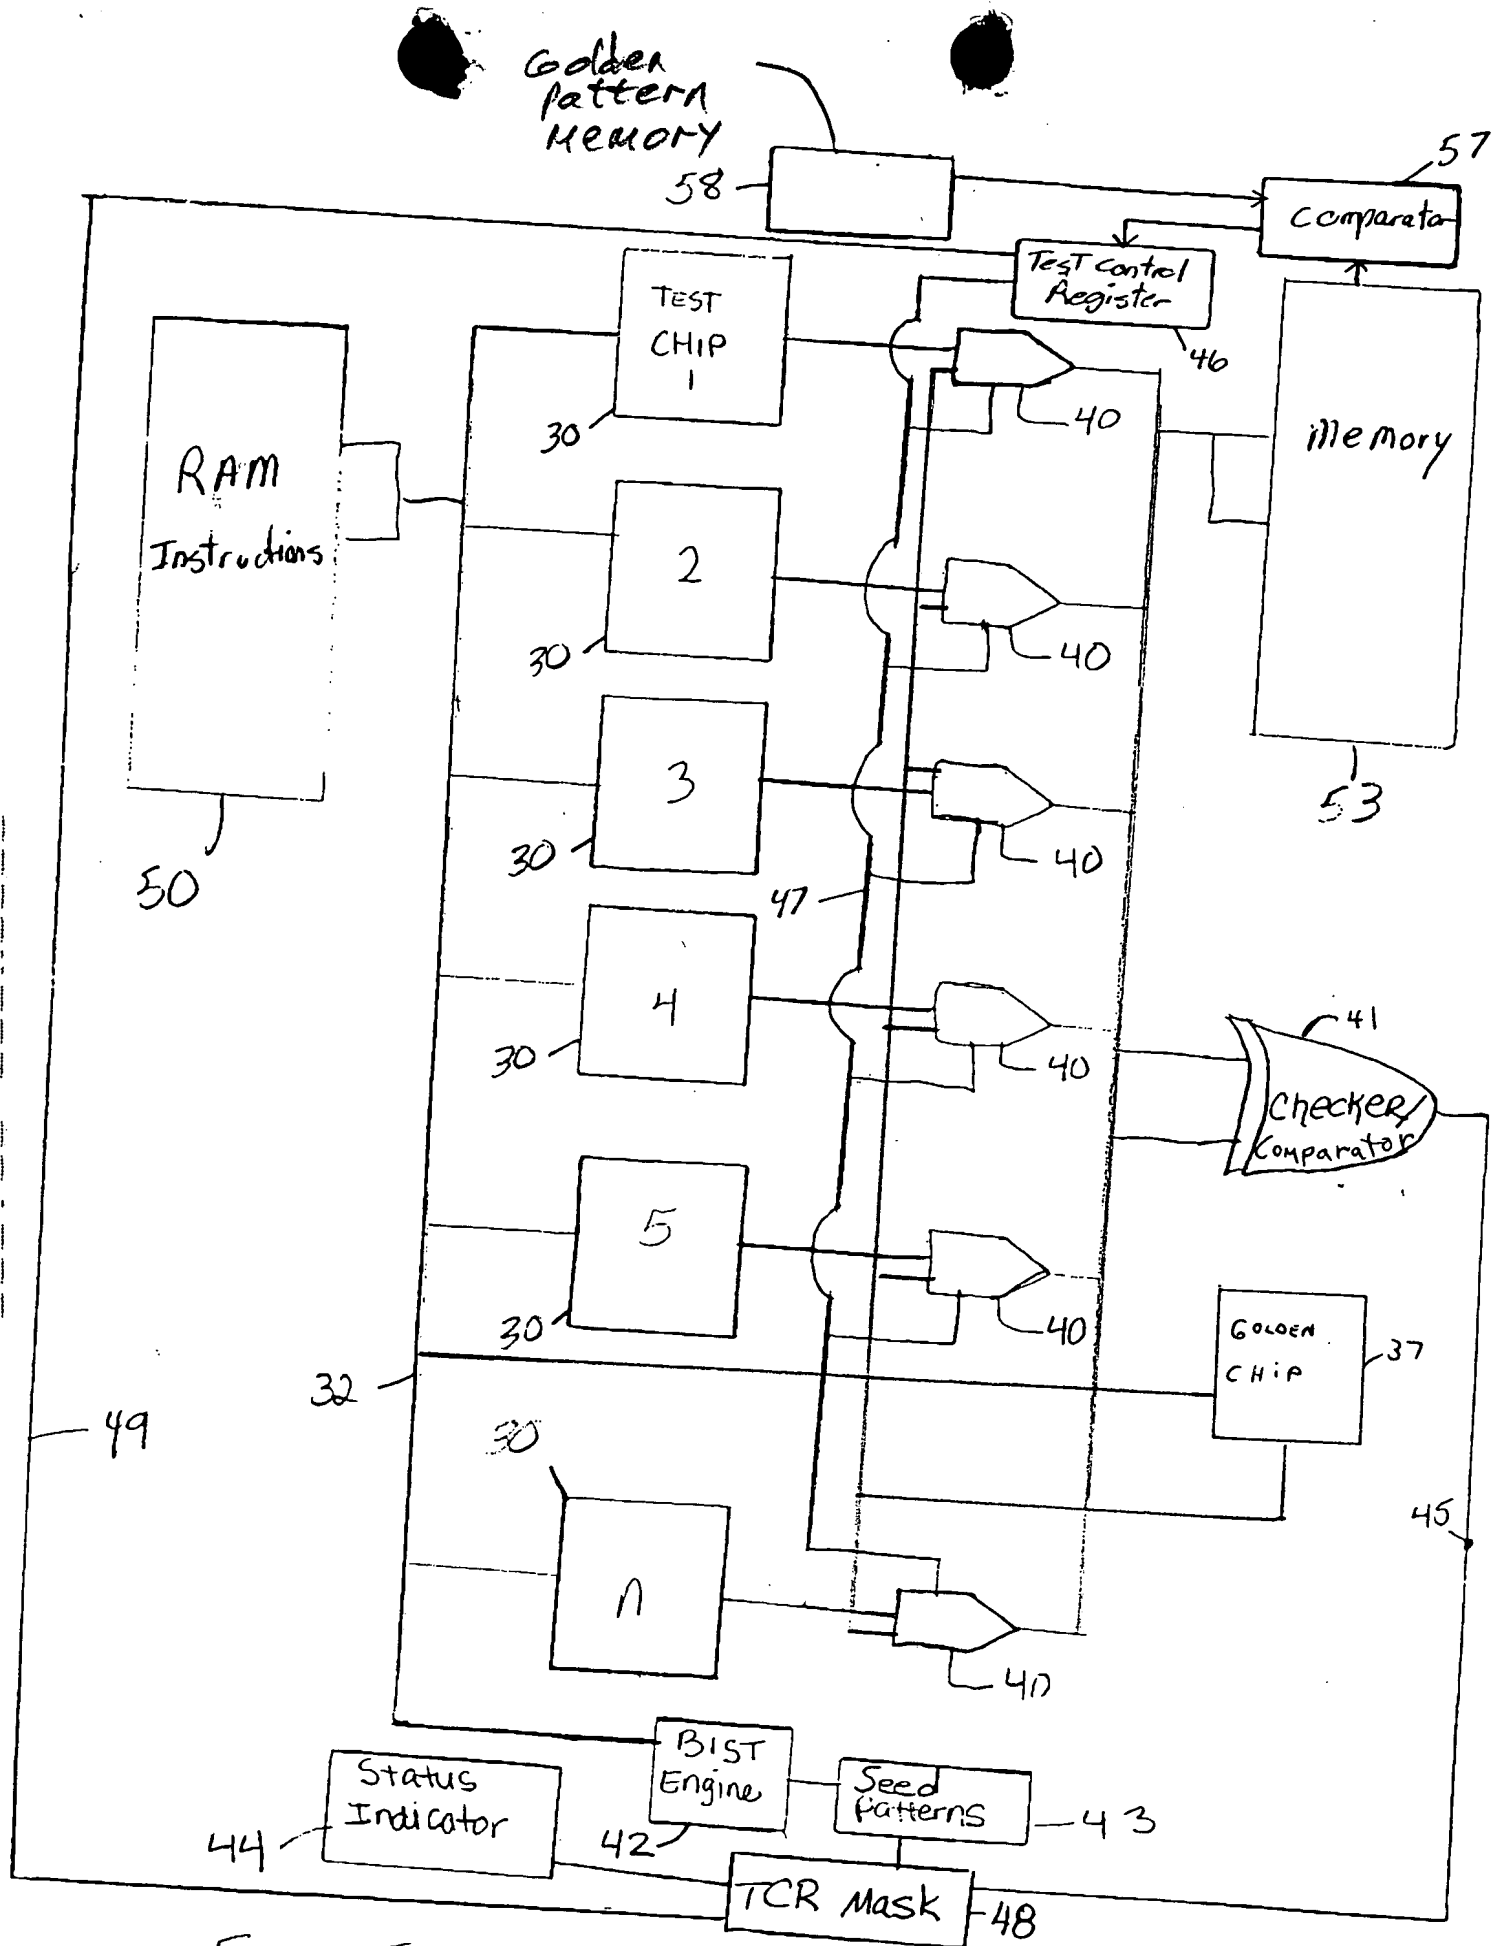 Golden
Pattern
Memory
58
57
Comparator
Test Control
Register
46
TEST
CHIP
1
30
40
RAM
Instructions
50
Memory
53
2
30
40
3
30
40
47
4
30
40
41
Checker/
Comparator
5
30
40
GOLDEN
CHIP
37
32
49
30
45
n
40
BIST
Engine
42
Seed
Patterns
43
Status
Indicator
44
TCR Mask
48